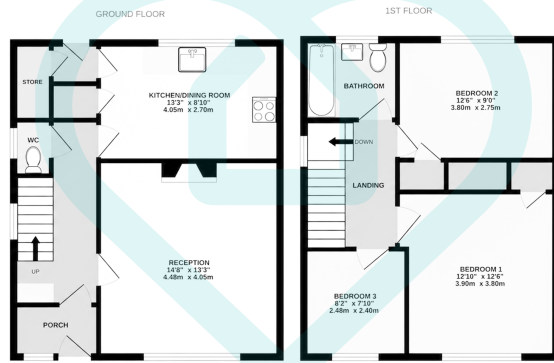 GROUND FLOOR
STORE
KITCHEN/DINING ROOM
13'3" x 8'10"
4.05m x 2.70m
WC
UP
RECEPTION
14'8" x 13'3"
4.48m x 4.05m
PORCH
1ST FLOOR
BATHROOM
BEDROOM 2
12'6" x 9'0"
3.80m x 2.75m
DOWN
LANDING
BEDROOM 1
12'10" x 12'6"
3.90m x 3.80m
BEDROOM 3
8'2" x 7'10"
2.48m x 2.40m